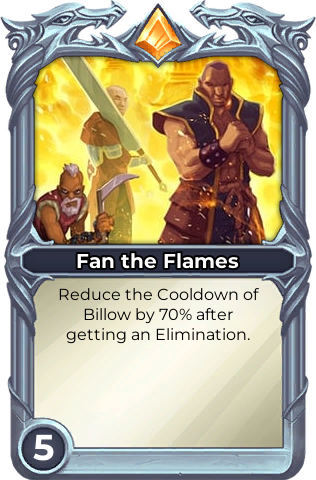 Fan the Flames
Reduce the Cooldown of
Billow by 70% after
getting an Elimination.
5